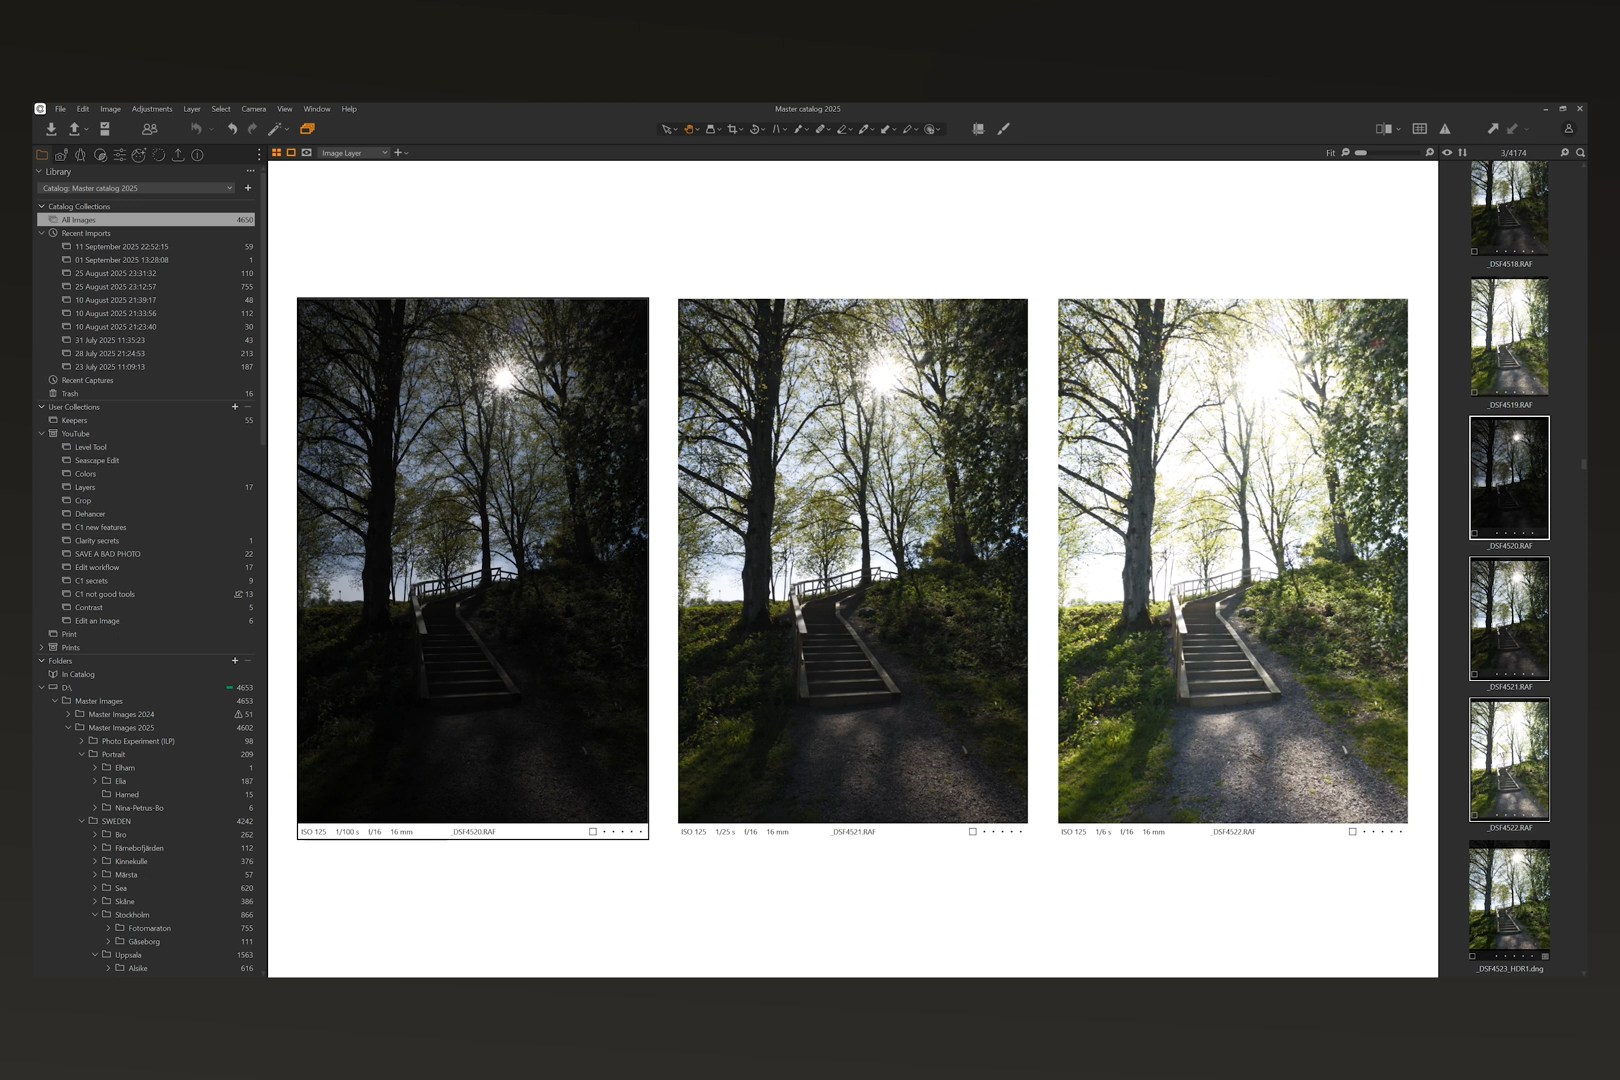 File Edit Image Adjustments Layer Select Camera View Window Help
Master catalog 2025
Image Layer
Fit
3/4174
Library
Catalog: Master catalog 2025
Catalog Collections
All Images 4650
Recent Imports
11 September 2025 22:52:15 59
01 September 2025 13:28:08 1
25 August 2025 23:31:32 110
25 August 2025 23:12:57 755
10 August 2025 21:39:17 48
10 August 2025 21:33:56 112
10 August 2025 21:23:40 30
31 July 2025 11:35:23 43
28 July 2025 21:24:53 213
23 July 2025 11:09:13 187
Recent Captures
Trash 16
User Collections
Keepers 55
YouTube
Level Tool
Seascape Edit
Colors
Layers 17
Crop
Dehancer
C1 new features
Clarity secrets 1
SAVE A BAD PHOTO 22
Edit workflow 17
C1 secrets 9
C1 not good tools 13
Contrast 5
Edit an Image 6
Print
Prints
Folders
In Catalog
D:\ 4653
Master Images 4653
Master Images 2024 51
Master Images 2025 4602
Photo Experiment (ILP) 98
Portrait 209
Elham 1
Elia 187
Hamed 15
Nina-Petrus-Bo 6
SWEDEN 4242
Bro 262
Färnebofjärden 112
Kinnekulle 376
Märsta 57
Sea 620
Skåne 386
Stockholm 866
Fotomaraton 755
Gåseborg 111
Uppsala 1563
Alsike 616
ISO 125 1/100 s f/16 16 mm _DSF4520.RAF
ISO 125 1/25 s f/16 16 mm _DSF4521.RAF
ISO 125 1/6 s f/16 16 mm _DSF4522.RAF
_DSF4518.RAF
_DSF4519.RAF
_DSF4520.RAF
_DSF4521.RAF
_DSF4522.RAF
_DSF4523_HDR1.dng